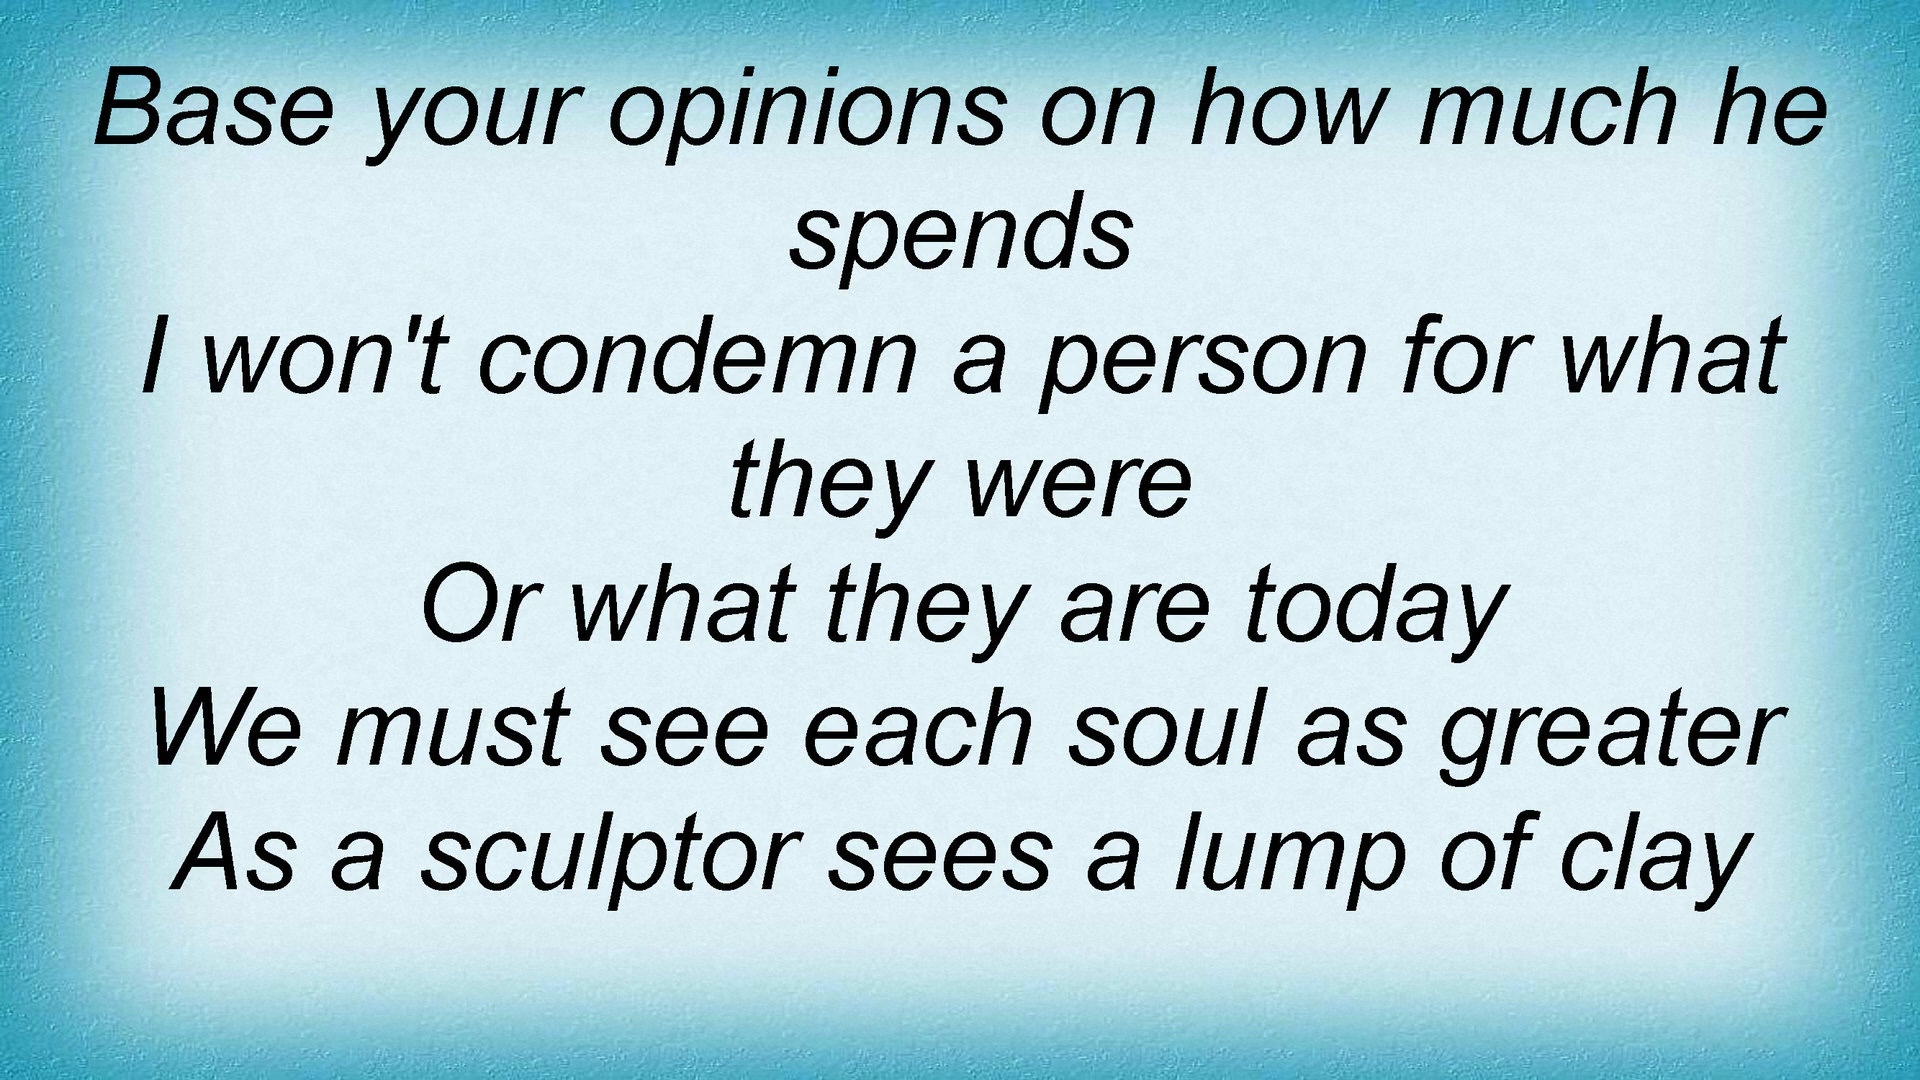 Base your opinions on how much he
spends
I won't condemn a person for what
they were
Or what they are today
We must see each soul as greater
As a sculptor sees a lump of clay